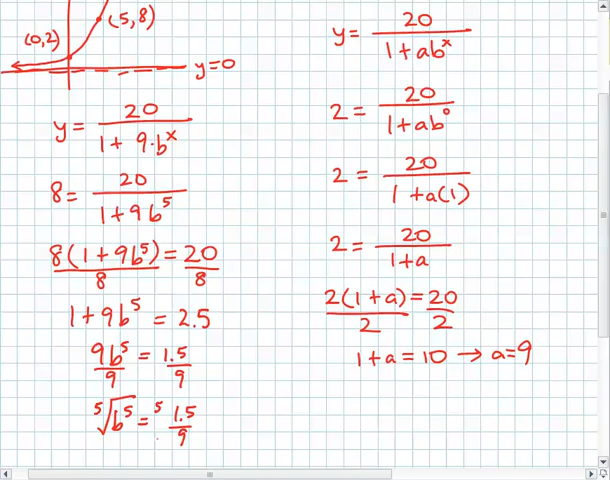 (5,8)
(0,2)
y=0
y = 20/(1 + 9·b^x)
8 = 20/(1 + 9b^5)
8(1 + 9b^5)/8 = 20/8
1 + 9b^5 = 2.5
9b^5/9 = 1.5/9
⁵√b^5 = ⁵ 1.5/9
y = 20/(1 + ab^x)
2 = 20/(1 + ab^0)
2 = 20/(1 + a(1))
2 = 20/(1 + a)
2(1 + a)/2 = 20/2
1 + a = 10 → a = 9